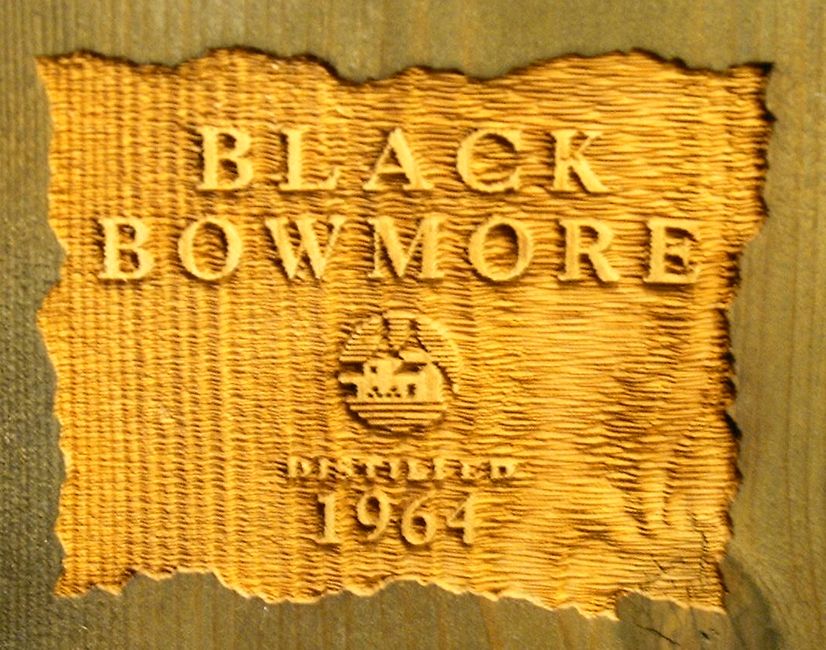 BLACK
BOWMORE
DISTILLED
1964